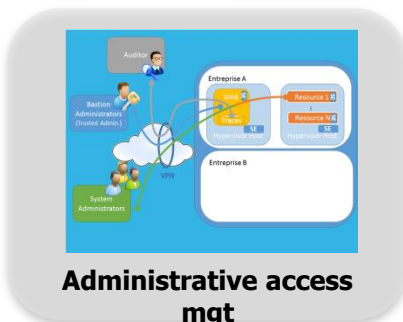 Auditor
Entreprise A
Bastion
Administrators
(Trusted Admin.)
WAB
Traces
SE
Hypervisor Host
Resource 1
Resource N
SE
Hypervisor Host
VPN
Entreprise B
System
Administrators
Administrative access
mgt